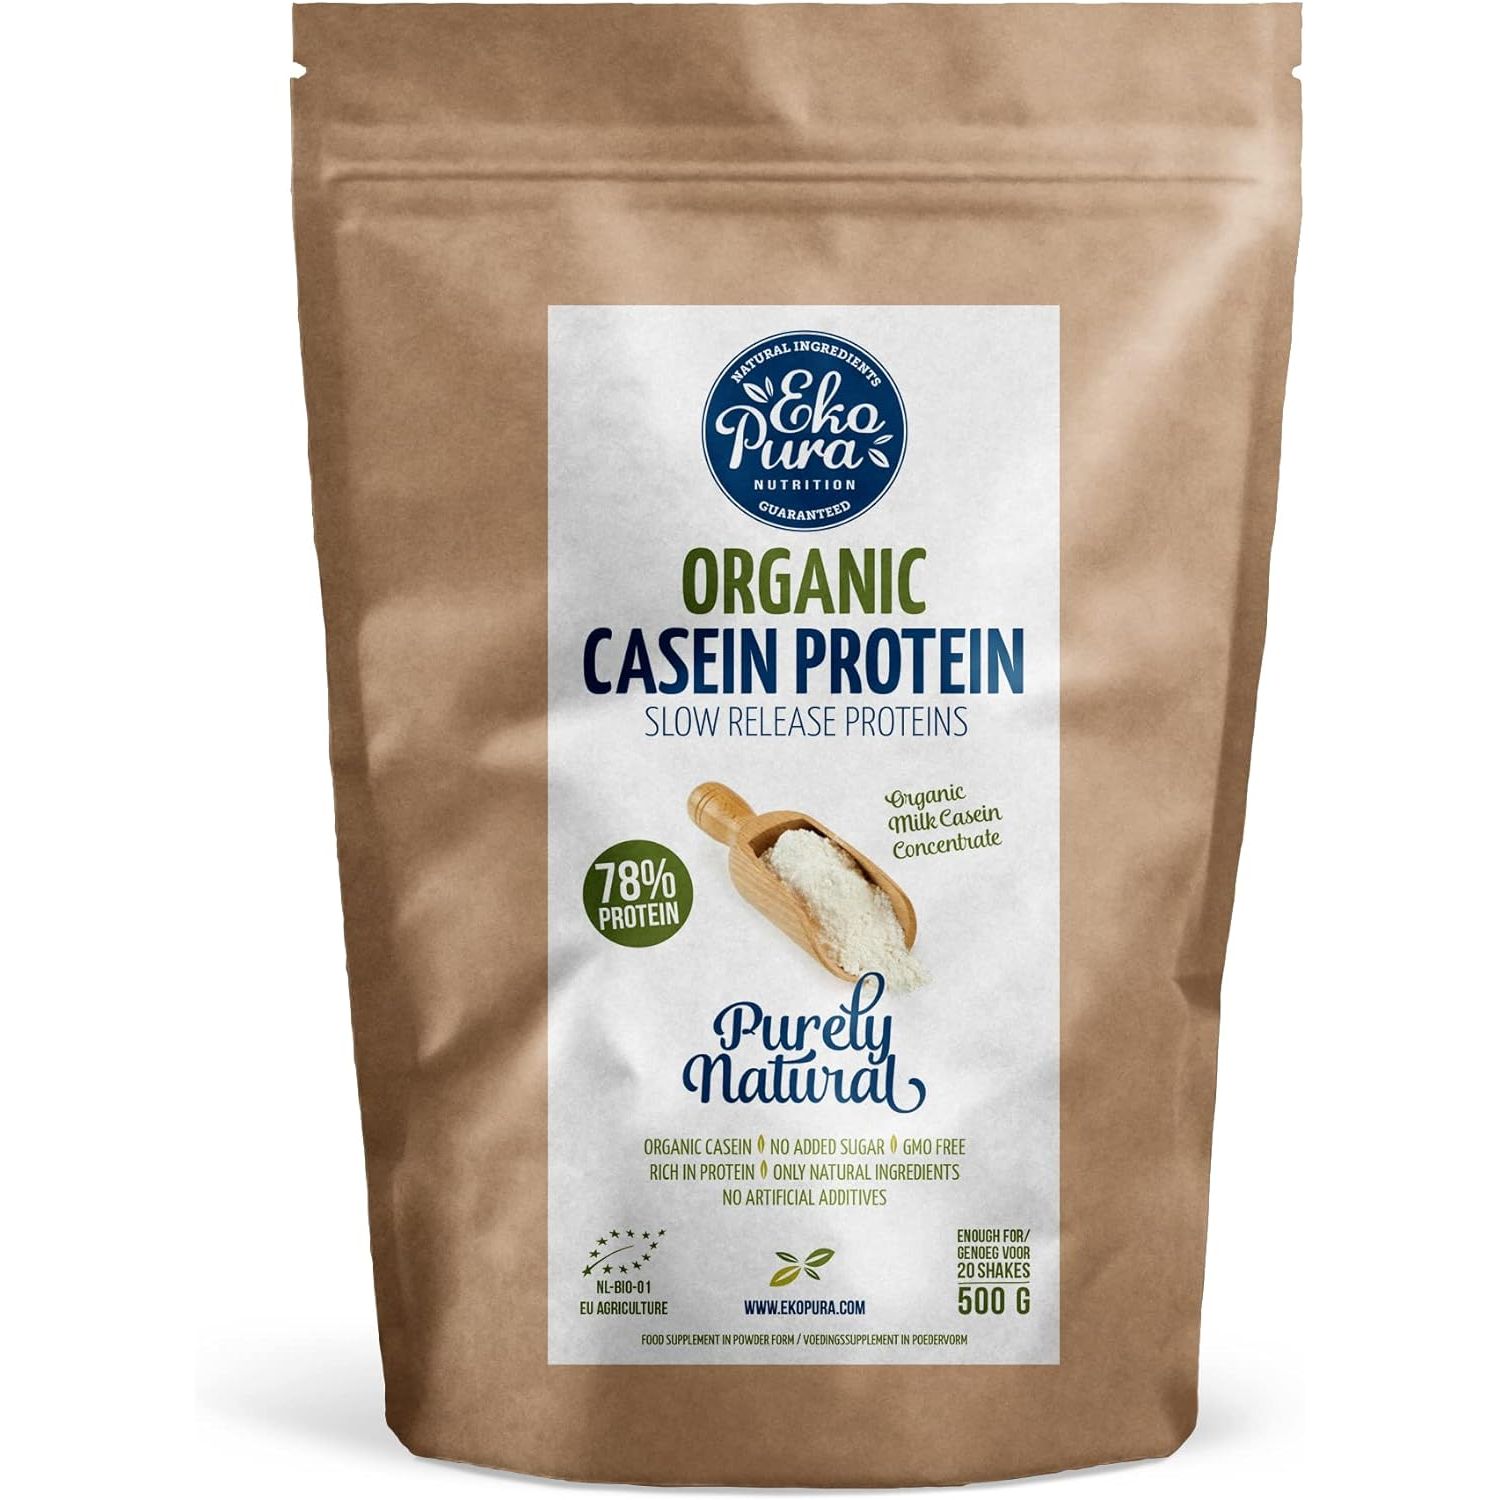 NATURAL INGREDIENTS
Eko
Pura
NUTRITION
GUARANTEED
ORGANIC
CASEIN PROTEIN
SLOW RELEASE PROTEINS
Organic
Milk Casein
Concentrate
78%
PROTEIN
Purely
Natural
ORGANIC CASEIN NO ADDED SUGAR GMO FREE
RICH IN PROTEIN ONLY NATURAL INGREDIENTS
NO ARTIFICIAL ADDITIVES
NL-BIO-01
EU AGRICULTURE
WWW.EKOPURA.COM
ENOUGH FOR/
GENOEG VOOR
20 SHAKES
500 G
FOOD SUPPLEMENT IN POWDER FORM / VOEDINGSSUPPLEMENT IN POEDERVORM